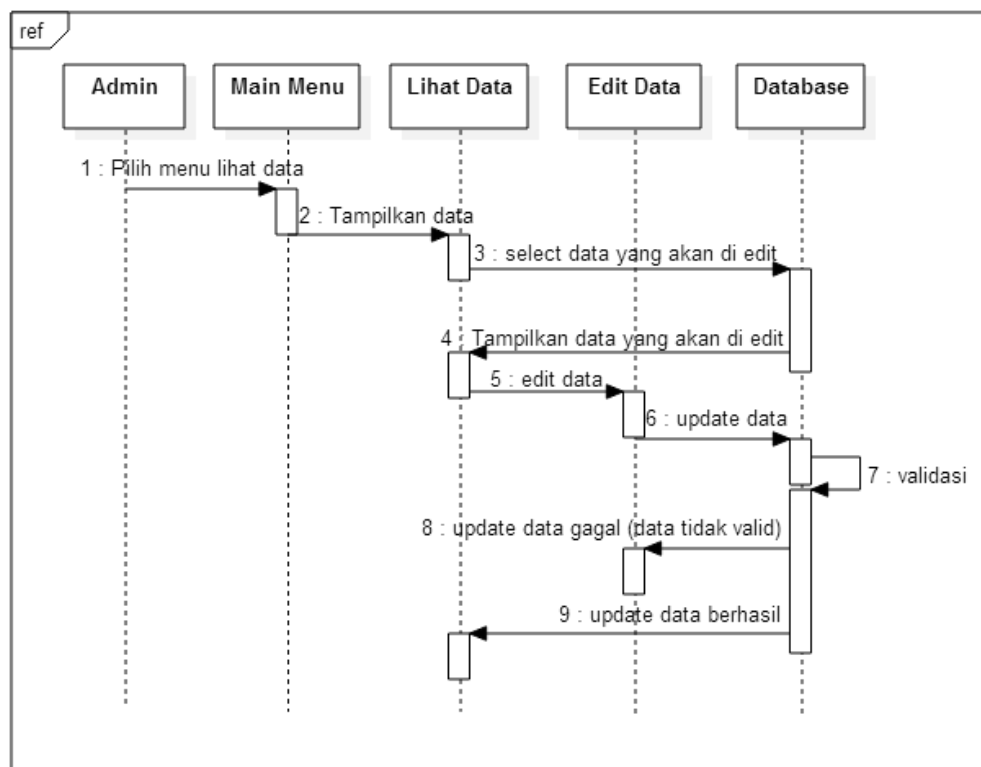 ref
Admin
Main Menu
Lihat Data
Edit Data
Database
1 : Pilih menu lihat data
2 : Tampilkan data
3 : select data yang akan di edit
4 : Tampilkan data yang akan di edit
5 : edit data
6 : update data
7 : validasi
8 : update data gagal (data tidak valid)
9 : update data berhasil